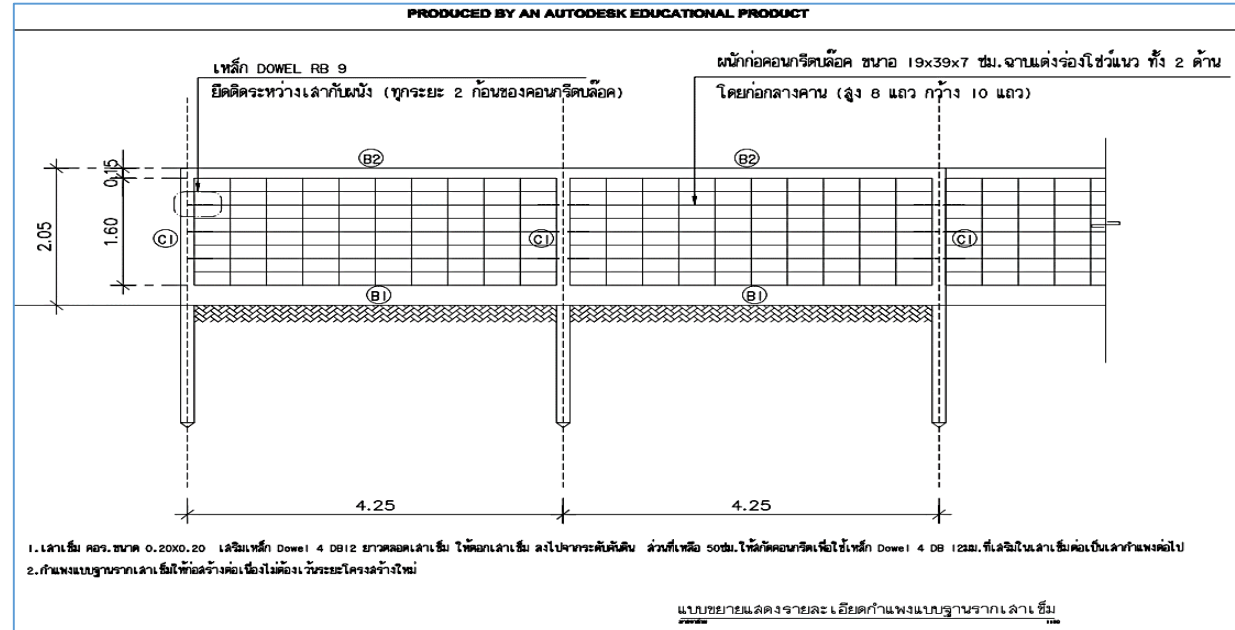 PRODUCED BY AN AUTODESK EDUCATIONAL PRODUCT
เหล็ก DOWEL RB 9
ยึดติดระหว่างเสากับผนัง (ทุกระยะ 2 ก้อนของคอนกรีตบล๊อค)
ผนักก่อคอนกรีตบล๊อค ขนาด 19x39x7 ซม.ฉาบแต่งร่องโชว์แนว ทั้ง 2 ด้าน
โดยก่อกลางคาน (สูง 8 แถว กว้าง 10 แถว)
B2 B2
0.15
2.05
1.60
C1 C1 C1
B1 B1
4.25 4.25
1.เสาเข็ม คอร.ขนาด 0.20X0.20 เสริมเหล็ก Dowel 4 DB12 ยาวตลอดเสาเข็ม ให้ตอกเสาเข็ม ลงไปจากระดับคันดิน ส่วนที่เหลือ 50ซม.ให้สกัดคอนกรีตเพื่อใช้เหล็ก Dowel 4 DB 12มม.ที่เสริมในเสาเข็มต่อเป็นเสากำแพงต่อไป
2.กำแพงแบบฐานรากเสาเข็มให้ก่อสร้างต่อเนื่องไม่ต้องเว้นระยะโครงสร้างใหม่
แบบขยายแสดงรายละเอียดกำแพงแบบฐานรากเสาเข็ม